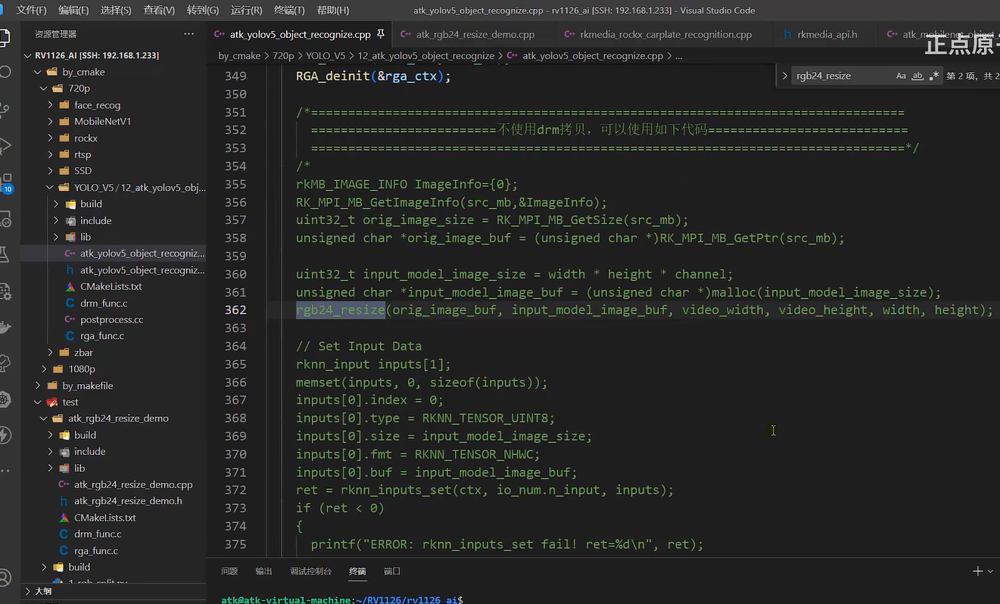 文件(F) 编辑(E) 选择(S) 查看(V) 转到(G) 运行(R) 终端(T) 帮助(H) atk_yolov5_object_recognize.cpp - rv1126_ai [SSH: 192.168.1.233] - Visual Studio Code
资源管理器 ···
atk_yolov5_object_recognize.cpp atk_rgb24_resize_demo.cpp rkmedia_rockx_carplate_recognition.cpp rkmedia_api.h atk_mobilenet_object_
正点原
by_cmake > 720p > YOLO_V5 > 12_atk_yolov5_object_recognize > atk_yolov5_object_recognize.cpp > ...
rgb24_resize Aa ab, .* 第 2 项，共 2
RV1126_AI [SSH: 192.168.1.233]
by_cmake
720p
face_recog
MobileNetV1
rockx
rtsp
SSD
YOLO_V5 / 12_atk_yolov5_obj...
build
include
lib
atk_yolov5_object_recogniz...
atk_yolov5_object_recogniz...
CMakeLists.txt
drm_func.c
postprocess.cc
rga_func.c
zbar
1080p
by_makefile
test
atk_rgb24_resize_demo
build
include
lib
atk_rgb24_resize_demo.cpp
atk_rgb24_resize_demo.h
CMakeLists.txt
drm_func.c
rga_func.c
build
1_rgb_split.py
大纲
10
349 RGA_deinit(&rga_ctx);
350
351 /*================================================================================
352 =========================不使用drm拷贝，可以使用如下代码===========================
353 ================================================================================*/
354 /*
355 rkMB_IMAGE_INFO ImageInfo={0};
356 RK_MPI_MB_GetImageInfo(src_mb,&ImageInfo);
357 uint32_t orig_image_size = RK_MPI_MB_GetSize(src_mb);
358 unsigned char *orig_image_buf = (unsigned char *)RK_MPI_MB_GetPtr(src_mb);
359
360 uint32_t input_model_image_size = width * height * channel;
361 unsigned char *input_model_image_buf = (unsigned char *)malloc(input_model_image_size);
362 rgb24_resize(orig_image_buf, input_model_image_buf, video_width, video_height, width, height);
363
364 // Set Input Data
365 rknn_input inputs[1];
366 memset(inputs, 0, sizeof(inputs));
367 inputs[0].index = 0;
368 inputs[0].type = RKNN_TENSOR_UINT8;
369 inputs[0].size = input_model_image_size;
370 inputs[0].fmt = RKNN_TENSOR_NHWC;
371 inputs[0].buf = input_model_image_buf;
372 ret = rknn_inputs_set(ctx, io_num.n_input, inputs);
373 if (ret < 0)
374 {
375 printf("ERROR: rknn_inputs_set fail! ret=%d\n", ret);
问题 输出 调试控制台 终端 端口
atk@atk-virtual-machine:~/RV1126/rv1126_ai$